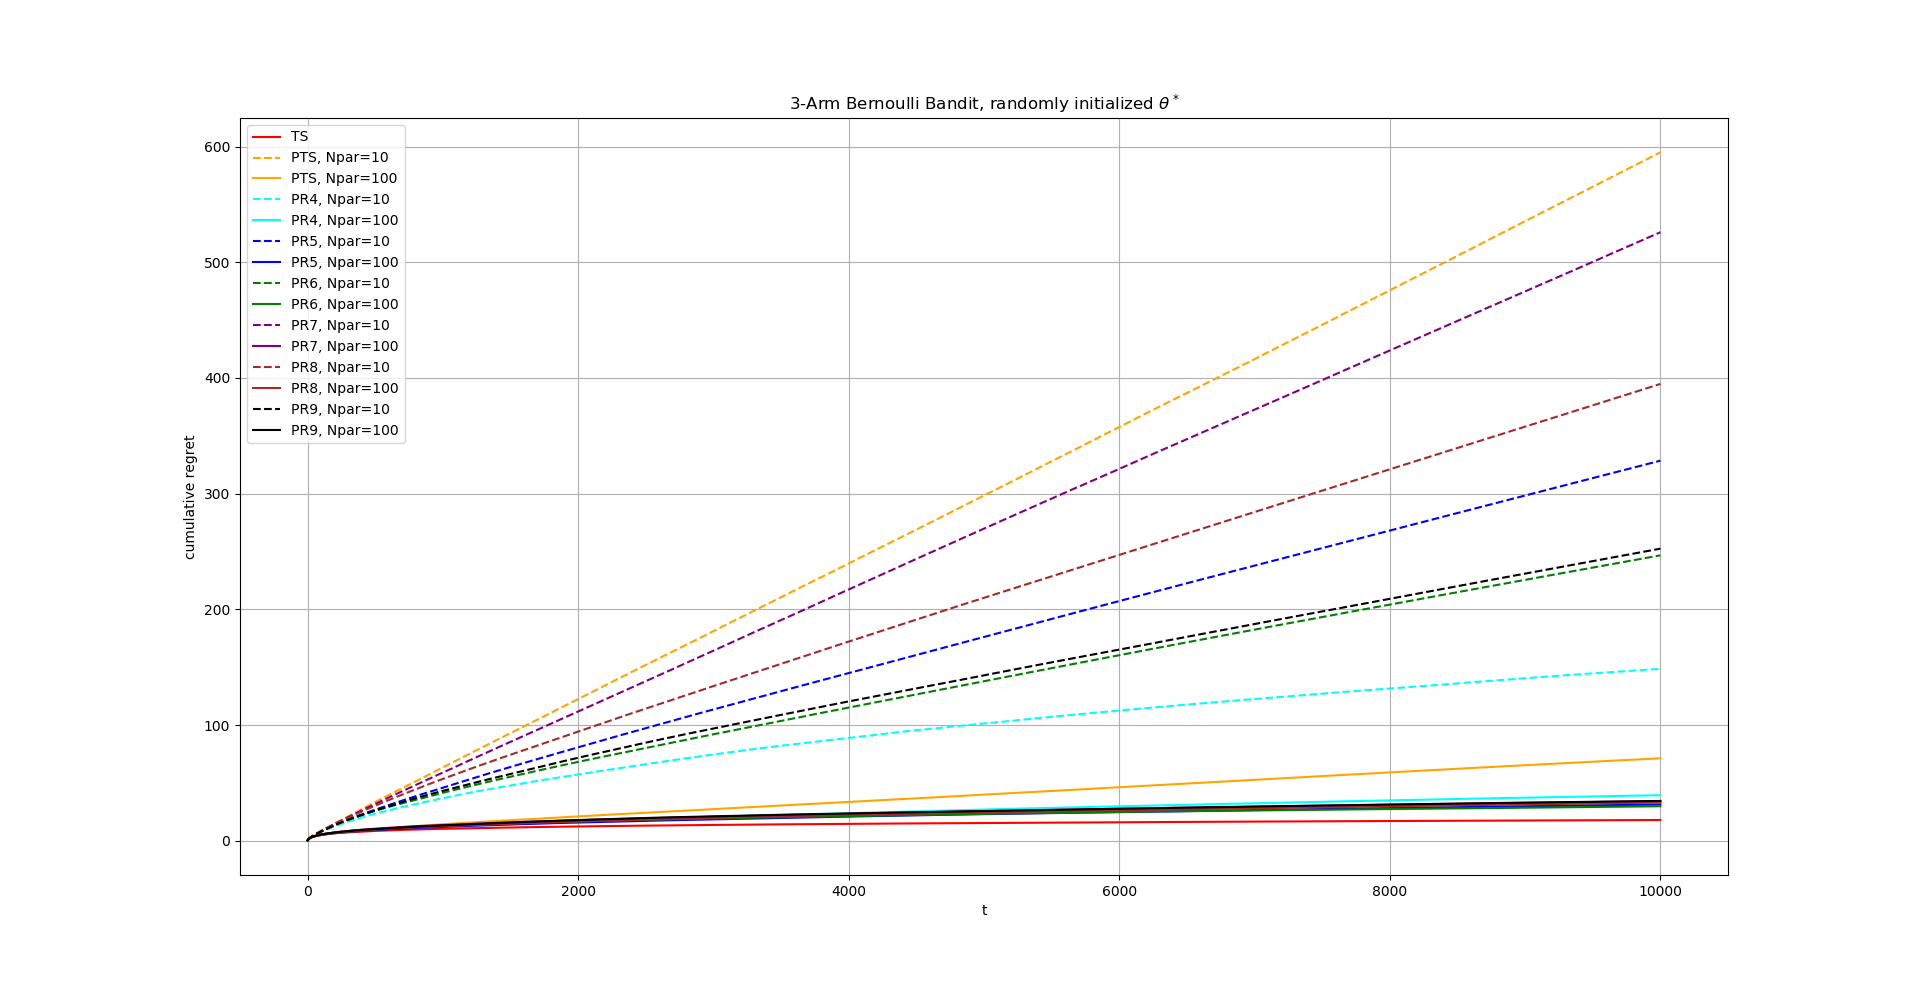 3-Arm Bernoulli Bandit, randomly initialized θ*
TS
PTS, Npar=10
PTS, Npar=100
PR4, Npar=10
PR4, Npar=100
PR5, Npar=10
PR5, Npar=100
PR6, Npar=10
PR6, Npar=100
PR7, Npar=10
PR7, Npar=100
PR8, Npar=10
PR8, Npar=100
PR9, Npar=10
PR9, Npar=100
cumulative regret
600
500
400
300
200
100
0
0 2000 4000 6000 8000 10000
t